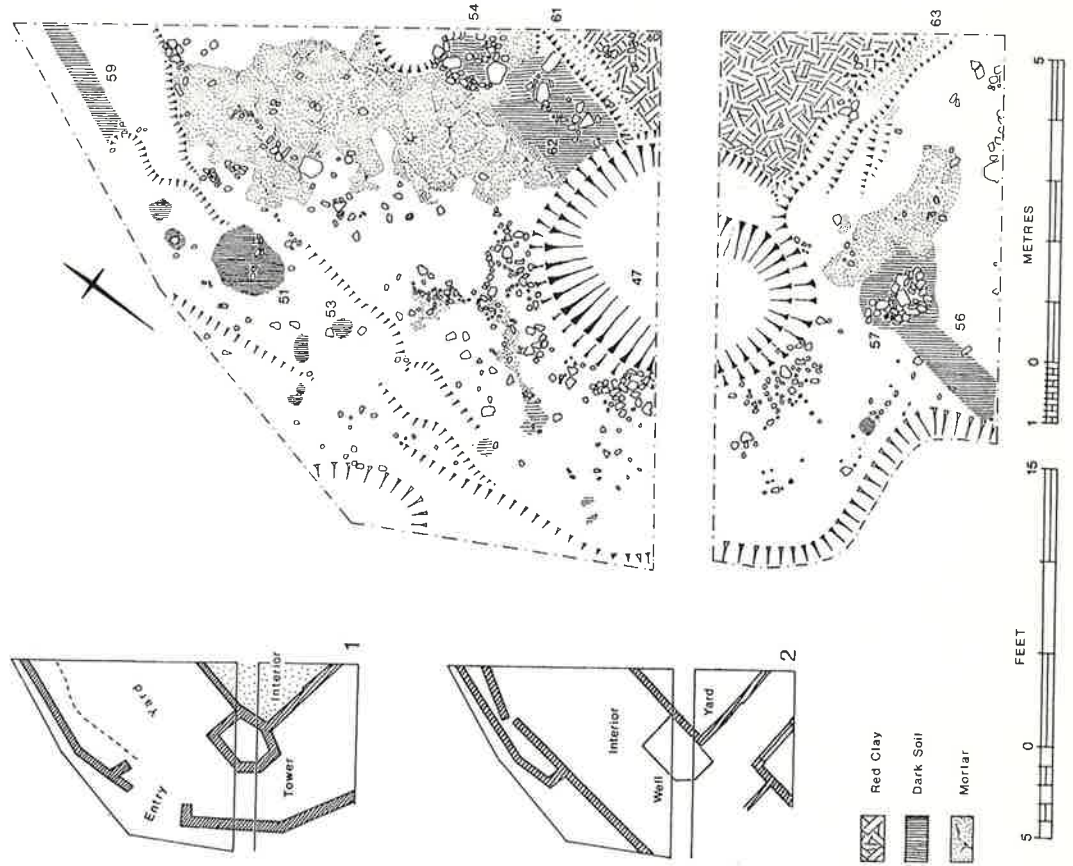 54
61
63
59
62
51
53
47
57
56
Yard
Entry
Interior
Tower
1
Interior
Well
Yard
2
Red Clay
Dark Soil
Mortar
METRES
1 0 5
FEET
5 0 15